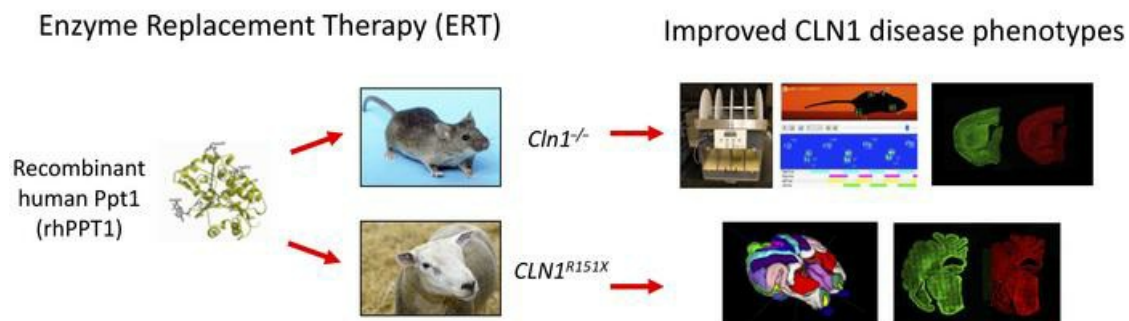 Enzyme Replacement Therapy (ERT)
Improved CLN1 disease phenotypes
Recombinant
human Ppt1
(rhPPT1)
Cln1-/-
CLN1R151X